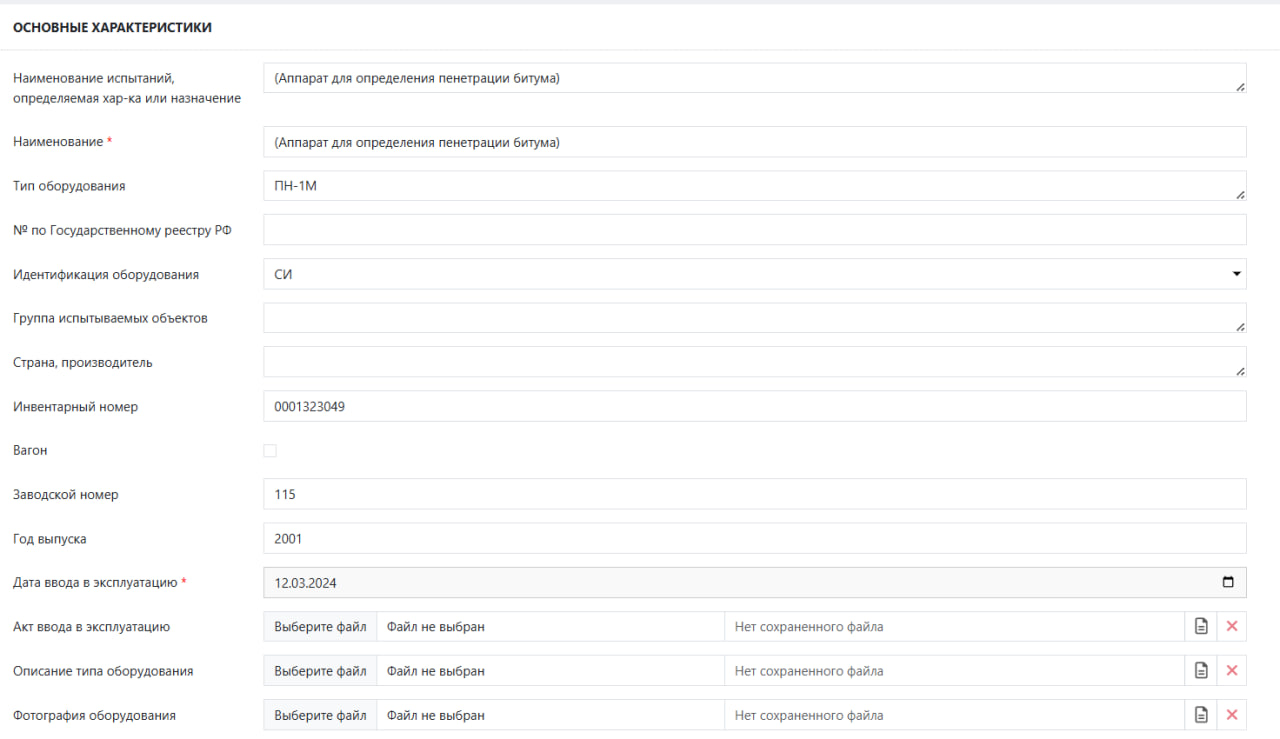 ОСНОВНЫЕ ХАРАКТЕРИСТИКИ
Наименование испытаний,
определяемая хар-ка или назначение
(Аппарат для определения пенетрации битума)
Наименование *
(Аппарат для определения пенетрации битума)
Тип оборудования
ПН-1М
№ по Государственному реестру РФ
Идентификация оборудования
СИ
Группа испытываемых объектов
Страна, производитель
Инвентарный номер
0001323049
Вагон
Заводской номер
115
Год выпуска
2001
Дата ввода в эксплуатацию *
12.03.2024
Акт ввода в эксплуатацию
Выберите файл Файл не выбран Нет сохраненного файла
Описание типа оборудования
Выберите файл Файл не выбран Нет сохраненного файла
Фотография оборудования
Выберите файл Файл не выбран Нет сохраненного файла